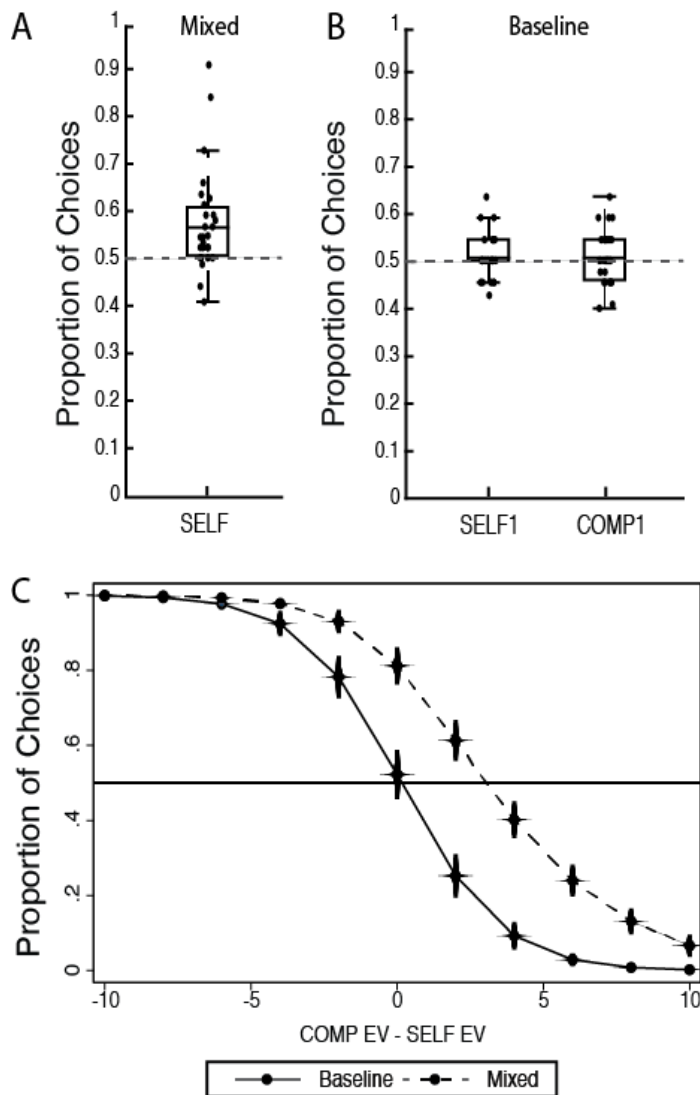 A
Mixed
Proportion of Choices
1
0.9
0.8
0.7
0.6
0.5
0.4
0.3
0.2
0.1
0
SELF
B
Baseline
Proportion of Choices
1
0.9
0.8
0.7
0.6
0.5
0.4
0.3
0.2
0.1
0
SELF1 COMP1
C
Proportion of Choices
1
.8
.6
.4
.2
0
-10 -5 0 5 10
COMP EV - SELF EV
Baseline Mixed